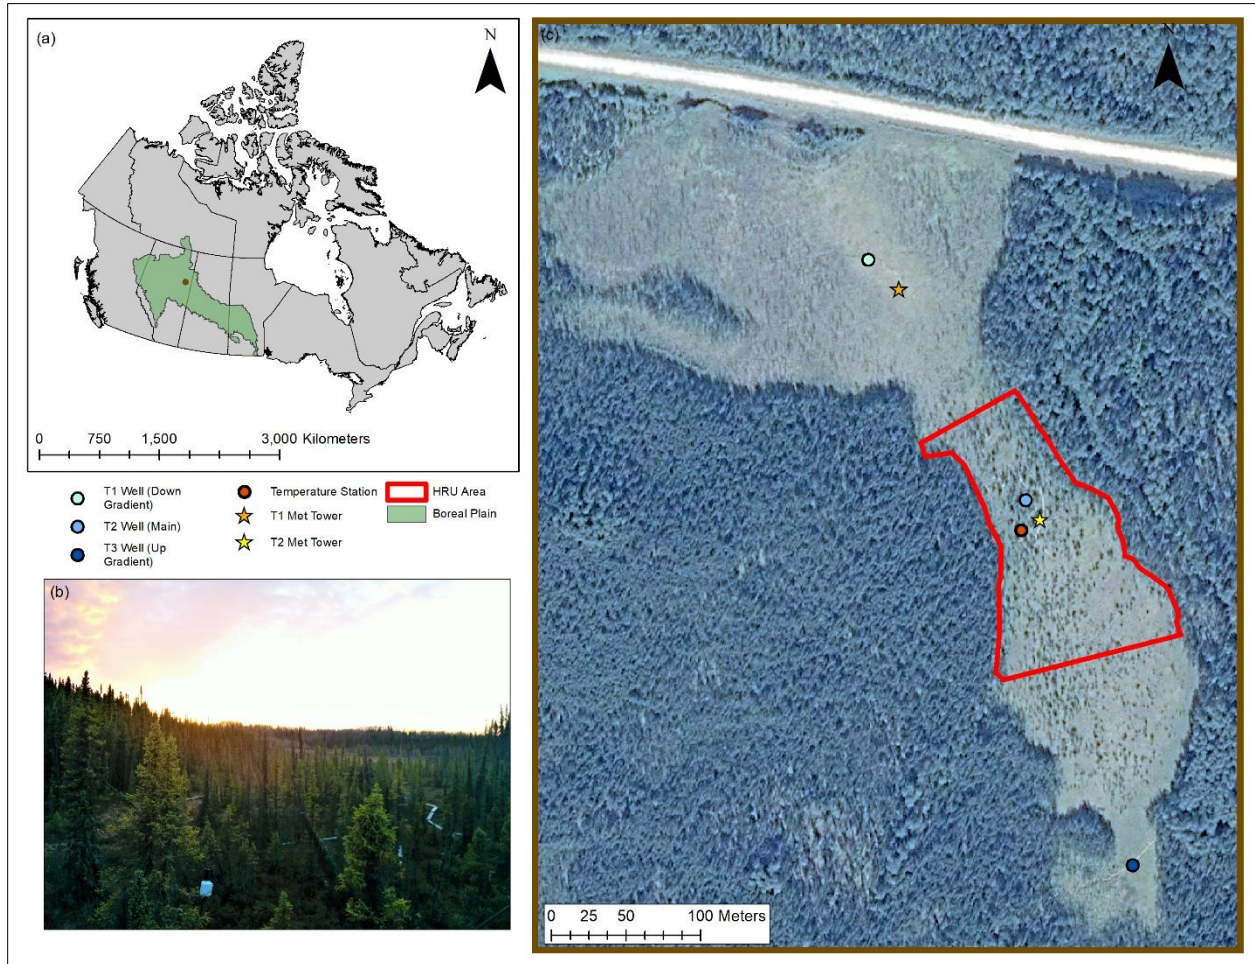 (a)
N
0 750 1,500 3,000 Kilometers
T1 Well (Down
Gradient)
T2 Well (Main)
T3 Well (Up
Gradient)
Temperature Station
T1 Met Tower
T2 Met Tower
HRU Area
Boreal Plain
(b)
(c)
N
0 25 50 100 Meters